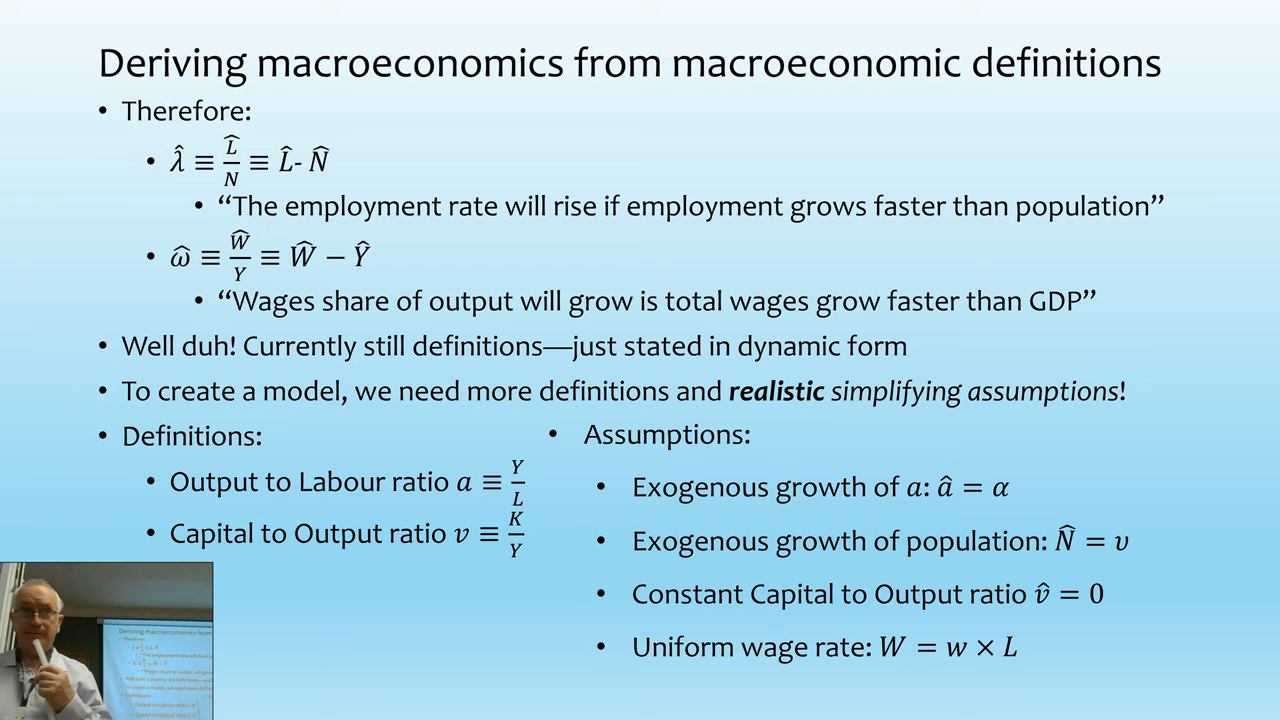 Deriving macroeconomics from macroeconomic definitions
• Therefore:
• λ̂ ≡ L̂/N ≡ L̂- N̂
• “The employment rate will rise if employment grows faster than population”
• ω̂ ≡ Ŵ/Y ≡ Ŵ − Ŷ
• “Wages share of output will grow is total wages grow faster than GDP”
• Well duh! Currently still definitions—just stated in dynamic form
• To create a model, we need more definitions and realistic simplifying assumptions!
• Definitions:
• Output to Labour ratio a ≡ Y/L
• Capital to Output ratio v ≡ K/Y
• Assumptions:
• Exogenous growth of a: â = α
• Exogenous growth of population: N̂ = υ
• Constant Capital to Output ratio v̂ = 0
• Uniform wage rate: W = w × L
Deriving macroeconomics from